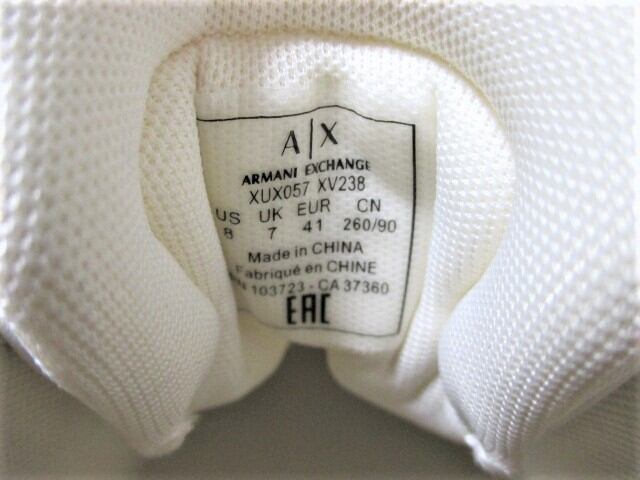 A|X
ARMANI EXCHANGE
XUX057 XV238
US UK EUR CN
8 7 41 260/90
Made in CHINA
Fabriqué en CHINE
103723 - CA 37360
EAC